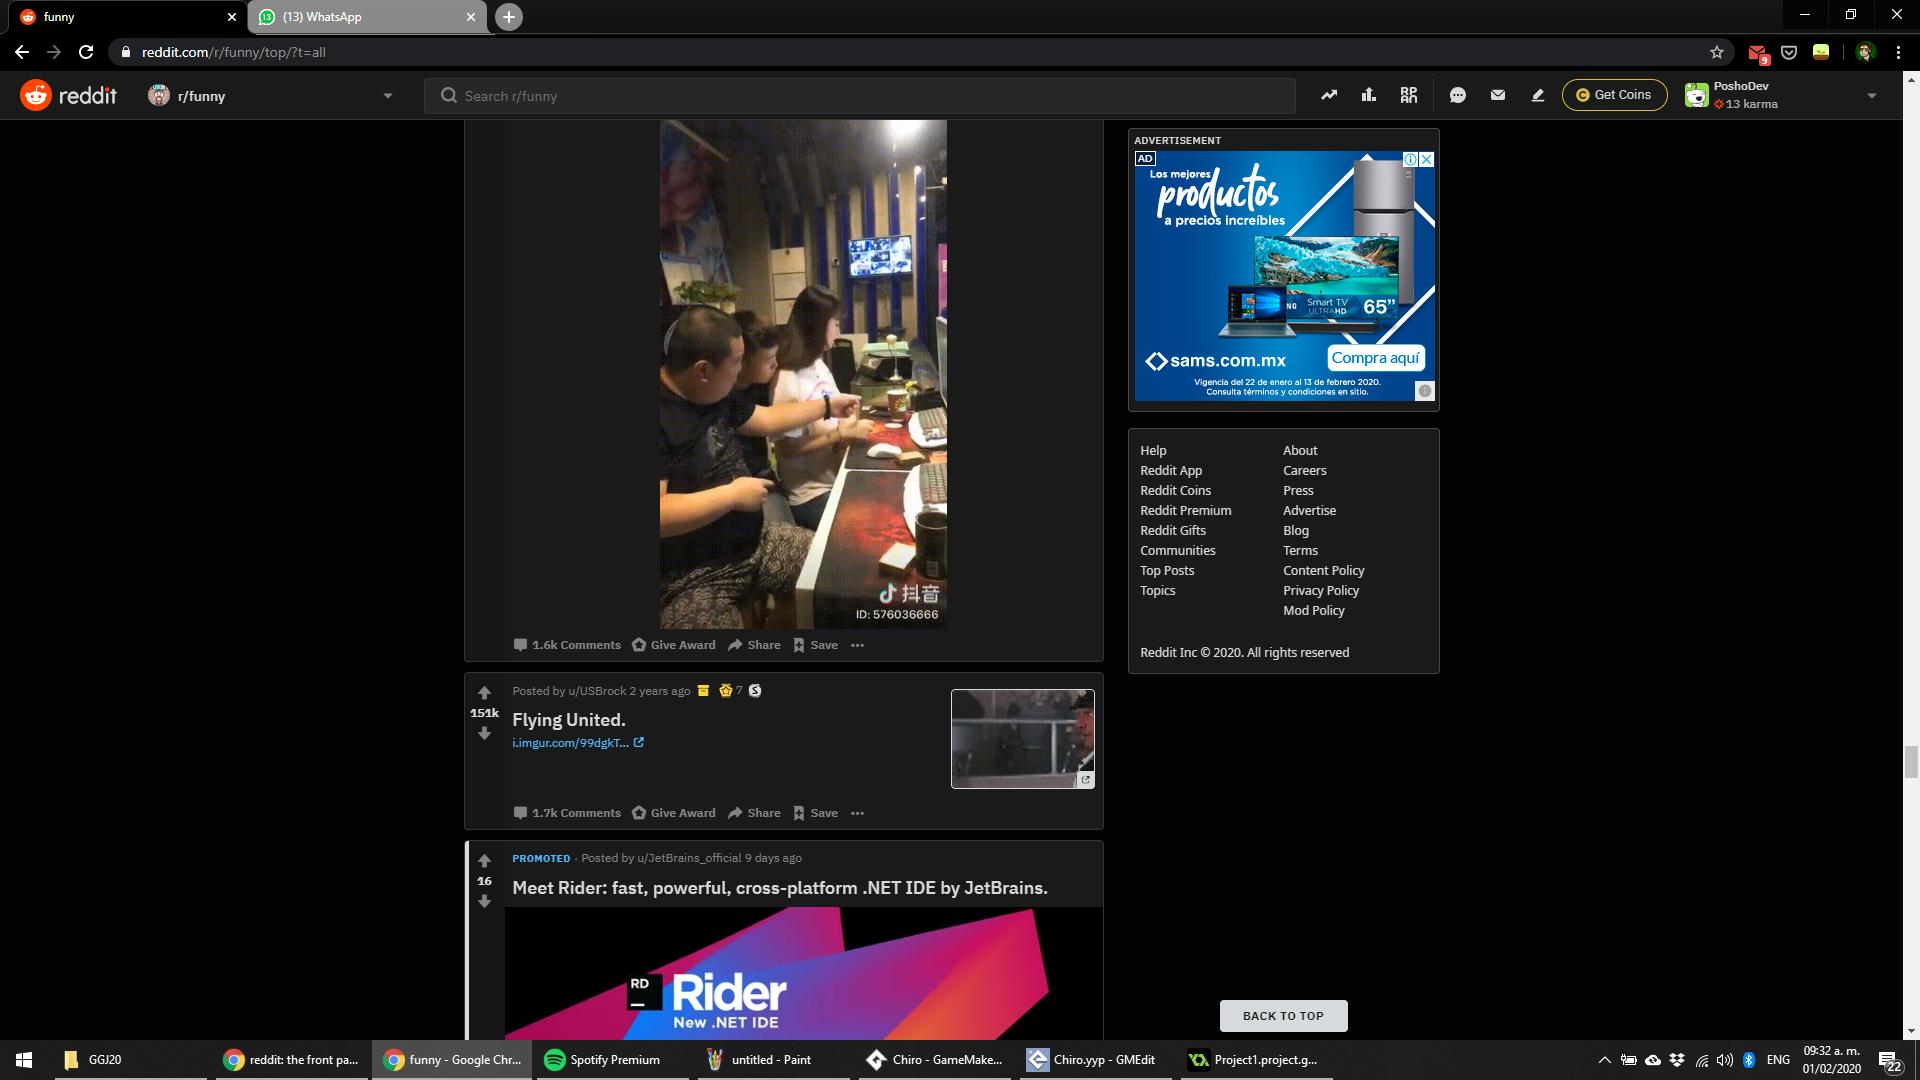 funny
(13) WhatsApp
reddit.com/r/funny/top/?t=all
9
reddit
r/funny
Search r/funny
Get Coins
PoshoDev
13 karma
抖音
ID: 576036666
1.6k Comments
Give Award
Share
Save
151k
Posted by u/USBrock 2 years ago
7
Flying United.
i.imgur.com/99dgkT...
1.7k Comments
Give Award
Share
Save
16
PROMOTED · Posted by u/JetBrains_official 9 days ago
Meet Rider: fast, powerful, cross-platform .NET IDE by JetBrains.
RD
Rider
New .NET IDE
ADVERTISEMENT
AD
Los mejores
productos
a precios increíbles
Smart TV
ULTRAHD
65”
sams.com.mx
Compra aquí
Vigencia del 22 de enero al 13 de febrero 2020.
Consulta términos y condiciones en sitio.
Help
Reddit App
Reddit Coins
Reddit Premium
Reddit Gifts
Communities
Top Posts
Topics
About
Careers
Press
Advertise
Blog
Terms
Content Policy
Privacy Policy
Mod Policy
Reddit Inc © 2020. All rights reserved
BACK TO TOP
GGJ20
reddit: the front pa...
funny - Google Chr...
Spotify Premium
untitled - Paint
Chiro - GameMake...
Chiro.yyp - GMEdit
Project1.project.g...
ENG
09:32 a. m.
01/02/2020
22